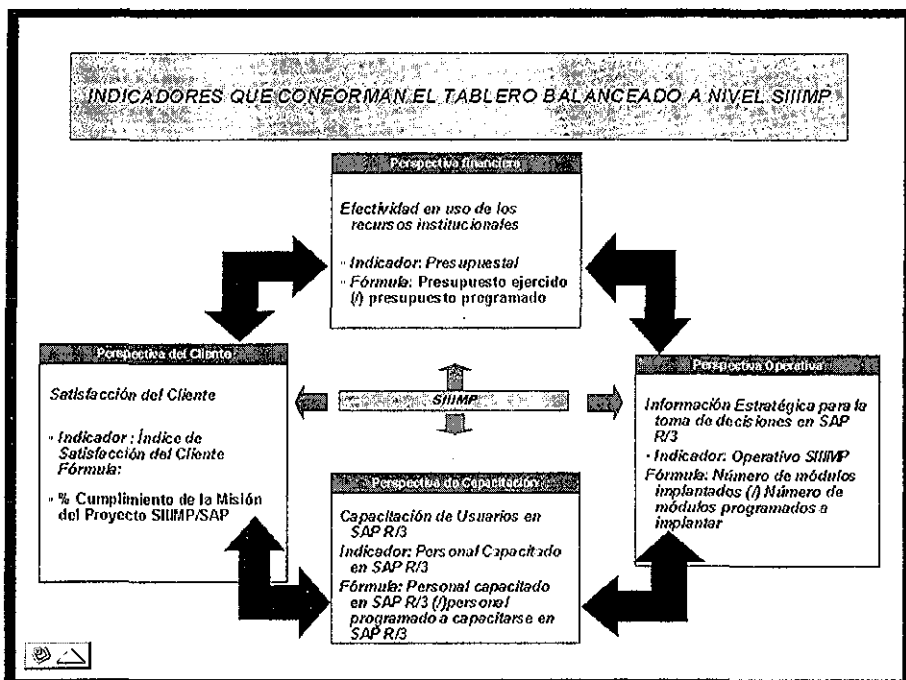 INDICADORES QUE CONFORMAN EL TABLERO BALANCEADO A NIVEL SIIIMP
Perspectiva financiera
Efectividad en uso de los
recursos institucionales
Indicador: Presupuestal
Fórmula: Presupuesto ejercido
(/) presupuesto programado
Perspectiva del Cliente
Satisfacción del Cliente
Indicador : Índice de
Satisfacción del Cliente
Fórmula:
% Cumplimiento de la Misión
del Proyecto SIIIMP/SAP
SIIIMP
Perspectiva Operativa
Información Estratégica para la
toma de decisiones en SAP
R/3
Indicador: Operativo SIIIMP
Fórmula: Número de módulos
implantados (/) Número de
módulos programados a
implantar
Perspectiva de Capacitación
Capacitación de Usuarios en
SAP R/3
Indicador: Personal Capacitado
en SAP R/3
Fórmula: Personal capacitado
en SAP R/3 (/)personal
programado a capacitarse en
SAP R/3